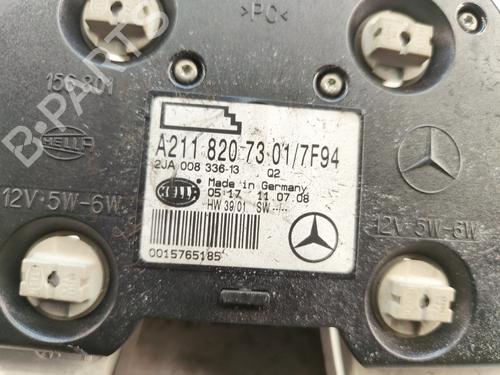 >PC<
156 801
HELLA
12V · 5W-6W
A211 820 73 01/7F94
2JA 008 336-13 Q2
HELLA
Made in Germany
05:17 11.07.08
HW 39/01 SW --/--
0015765185
12V 5W-6W
B-PARTS